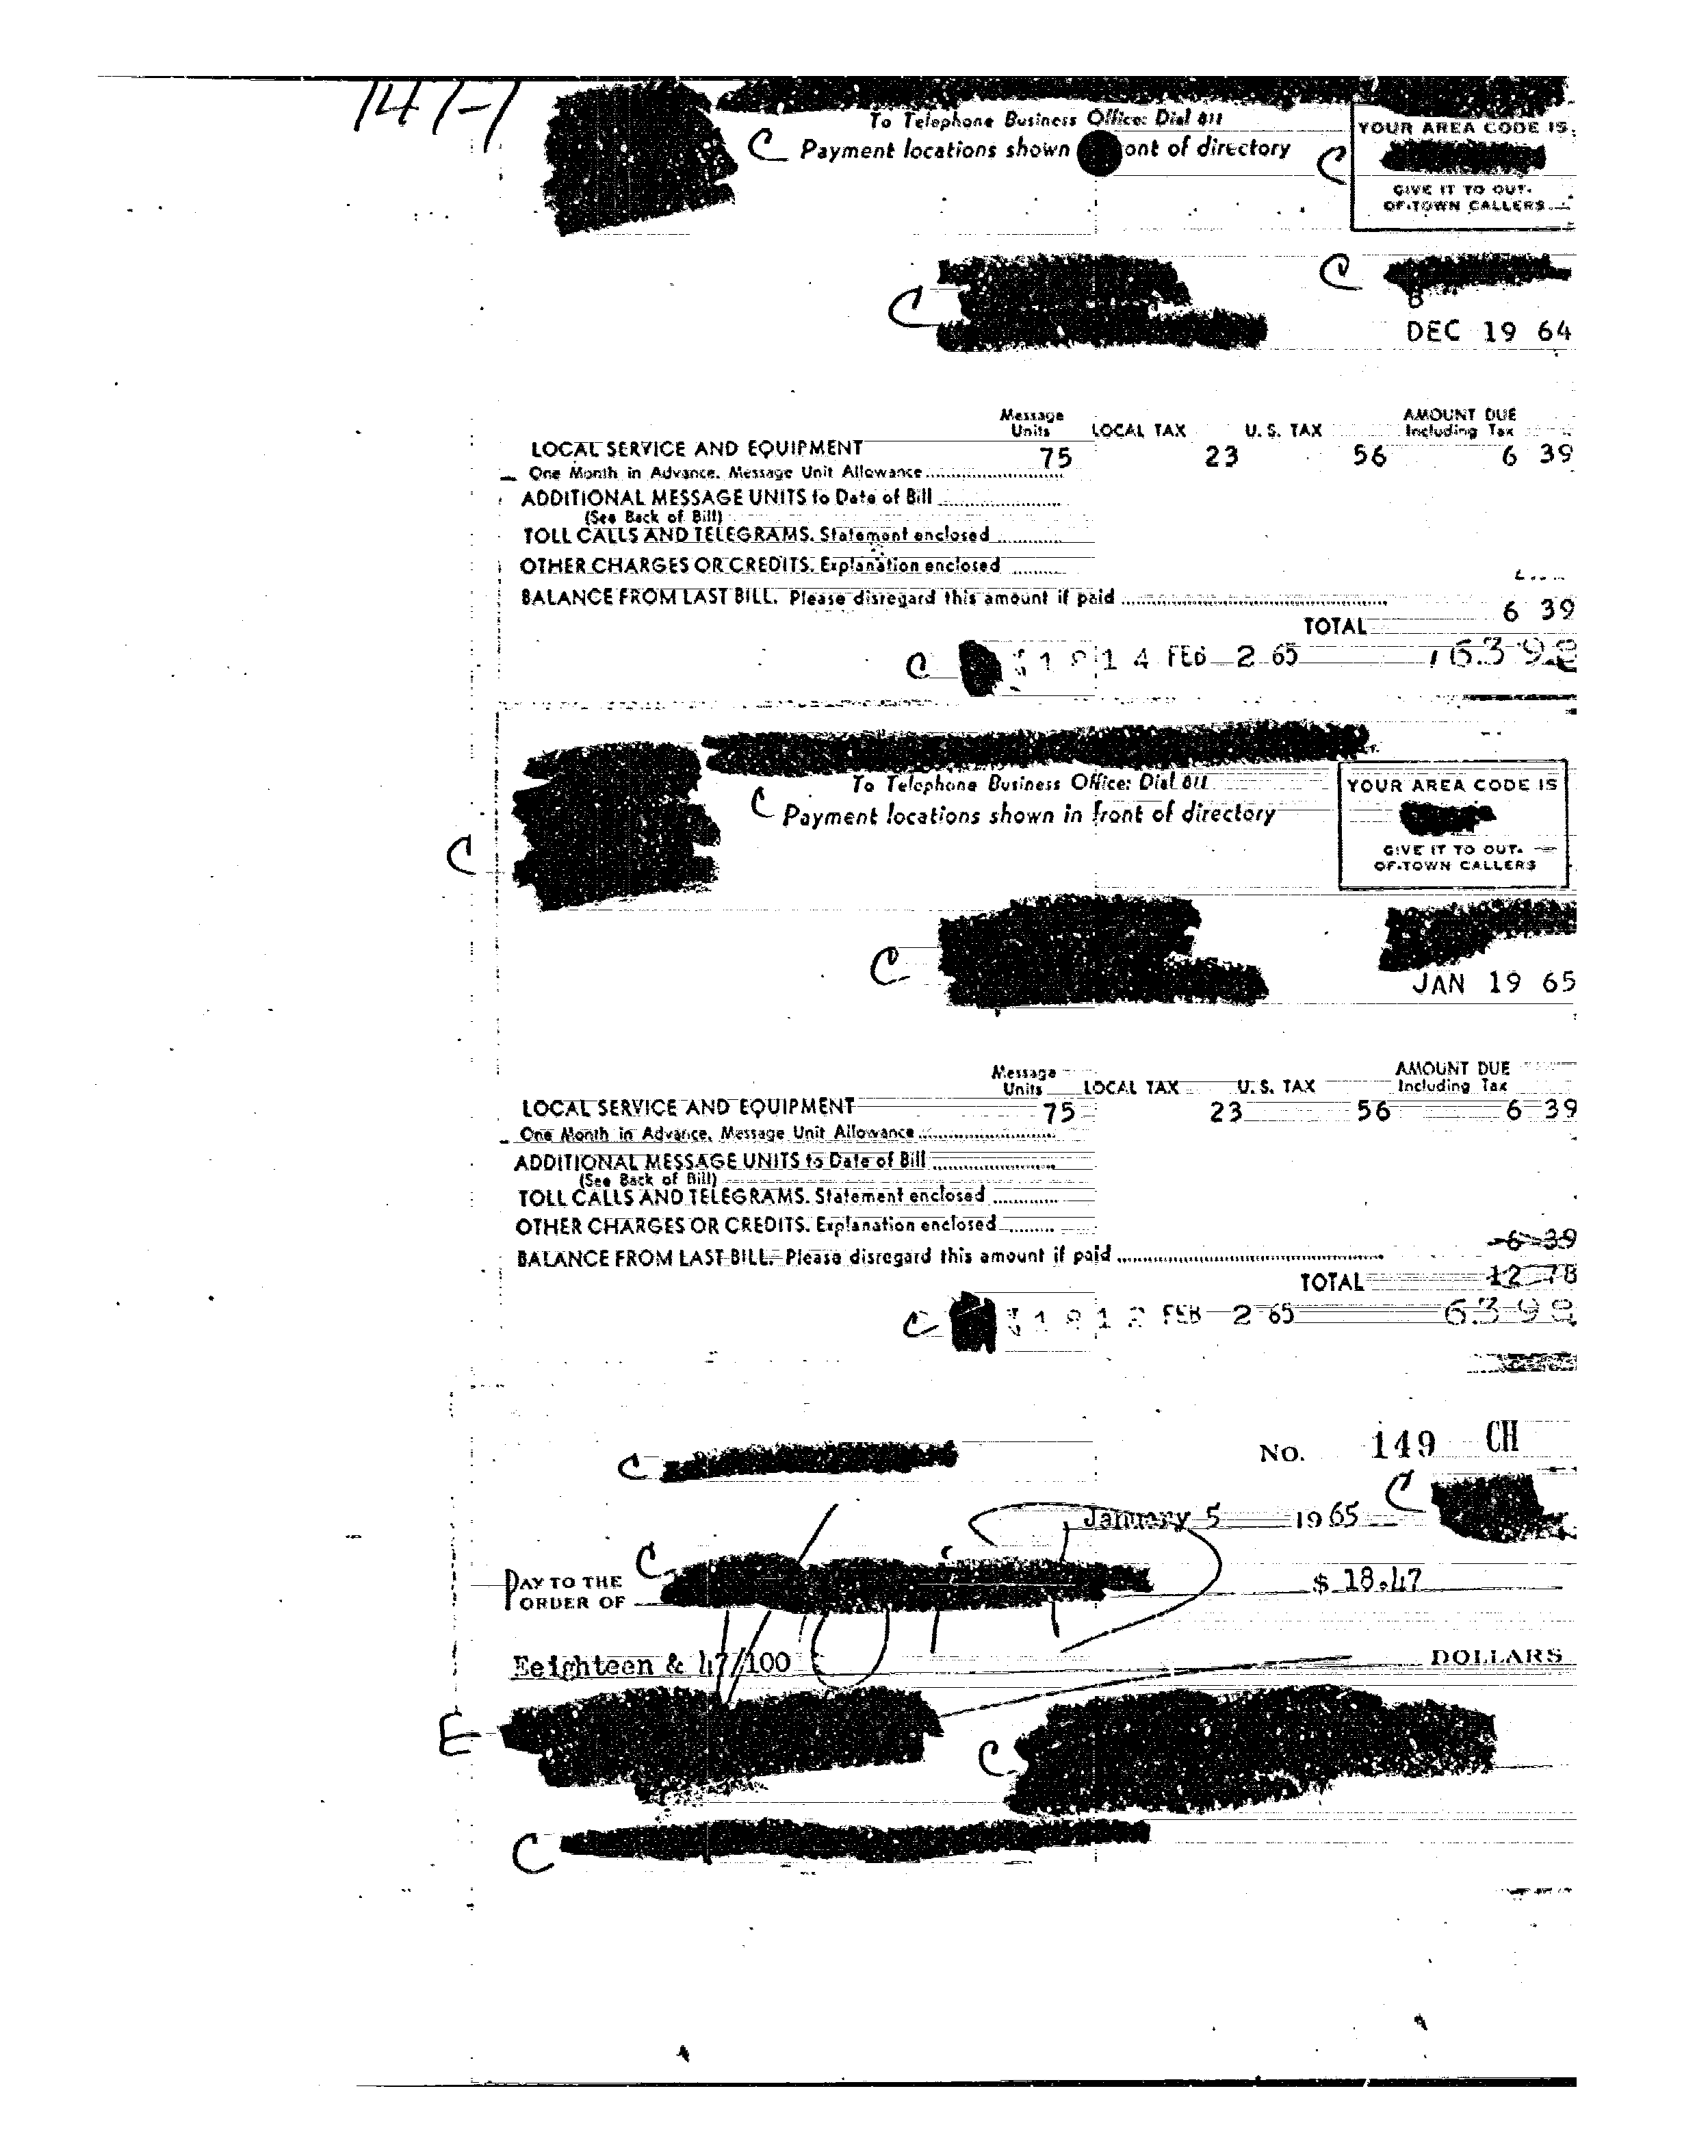 147-1
To Telephone Business Office: Dial 811
C Payment locations shown ont of directory
YOUR AREA CODE IS
C
GIVE IT TO OUT-
OF-TOWN CALLERS
C
C
DEC 19 64
Message Units LOCAL TAX U. S. TAX AMOUNT DUE Including Tax
LOCAL SERVICE AND EQUIPMENT 75 23 56 6 39
One Month in Advance. Message Unit Allowance
ADDITIONAL MESSAGE UNITS to Date of Bill
(See Back of Bill)
TOLL CALLS AND TELEGRAMS. Statement enclosed
OTHER CHARGES OR CREDITS. Explanation enclosed
BALANCE FROM LAST BILL. Please disregard this amount if paid
TOTAL 6 39
C 1 4 FEB 2 65
To Telephone Business Office: Dial 811
C Payment locations shown in front of directory
YOUR AREA CODE IS
GIVE IT TO OUT-
OF-TOWN CALLERS
C
C
JAN 19 65
Message Units LOCAL TAX U. S. TAX AMOUNT DUE Including Tax
LOCAL SERVICE AND EQUIPMENT 75 23 56 6 39
One Month in Advance. Message Unit Allowance
ADDITIONAL MESSAGE UNITS to Date of Bill
(See Back of Bill)
TOLL CALLS AND TELEGRAMS. Statement enclosed
OTHER CHARGES OR CREDITS. Explanation enclosed
6 39
BALANCE FROM LAST BILL. Please disregard this amount if paid
TOTAL 12 78
C FEB 2 65
C
No. 149 CH
C
January 5 1965
C
PAY TO THE
ORDER OF
$ 18.47
VOID
Eeighteen & 47/100 DOLLARS
E
C
C